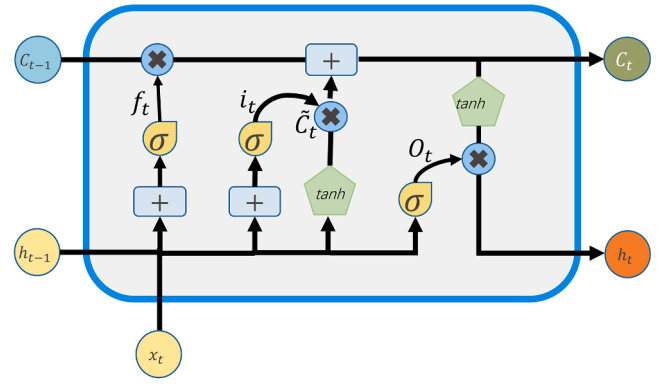 C_{t-1}
+
C_t
f_t
i_t
C̃_t
tanh
σ
σ
O_t
+
+
tanh
σ
h_{t-1}
h_t
x_t